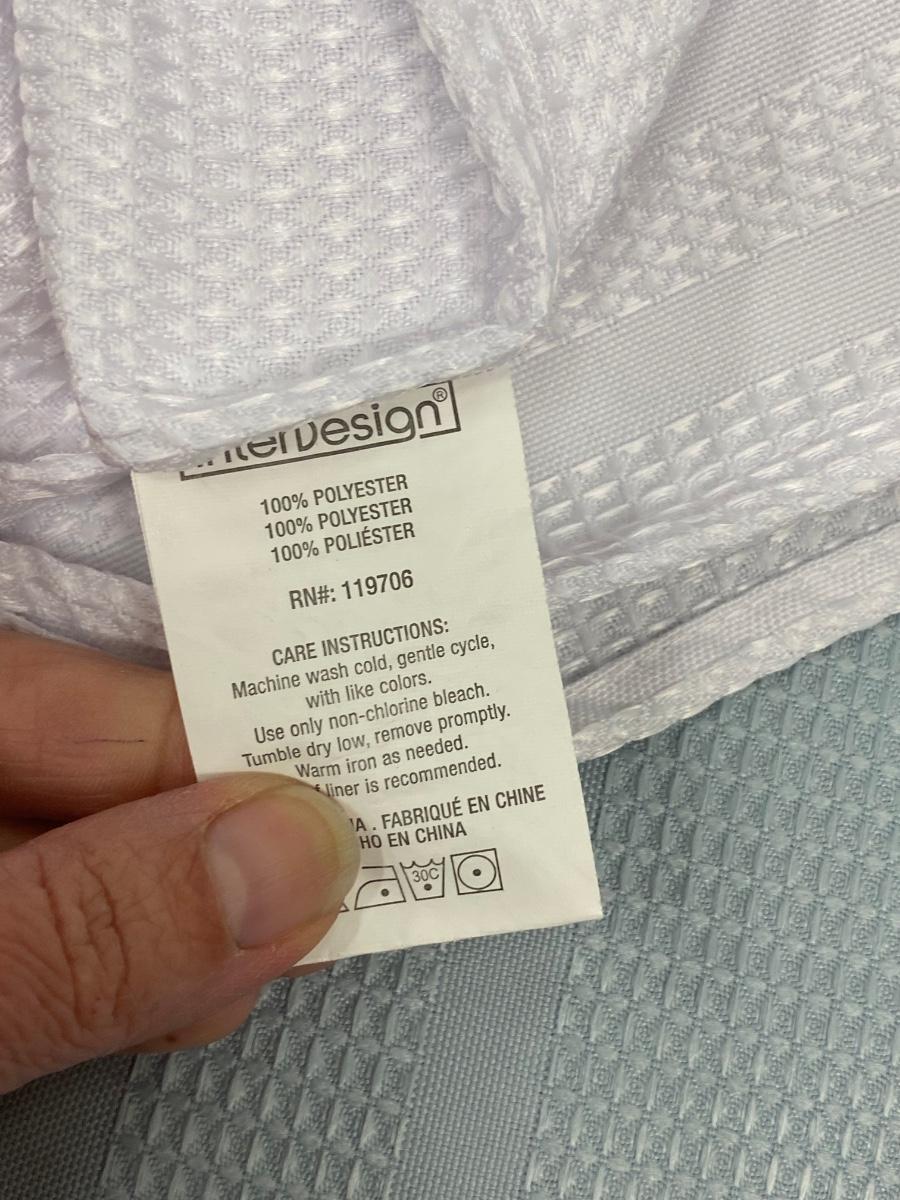 InterDesign®
100% POLYESTER
100% POLYESTER
100% POLIÉSTER
RN#: 119706
CARE INSTRUCTIONS:
Machine wash cold, gentle cycle,
with like colors.
Use only non-chlorine bleach.
Tumble dry low, remove promptly.
Warm iron as needed.
liner is recommended.
. FABRIQUÉ EN CHINE
EN CHINA
30C